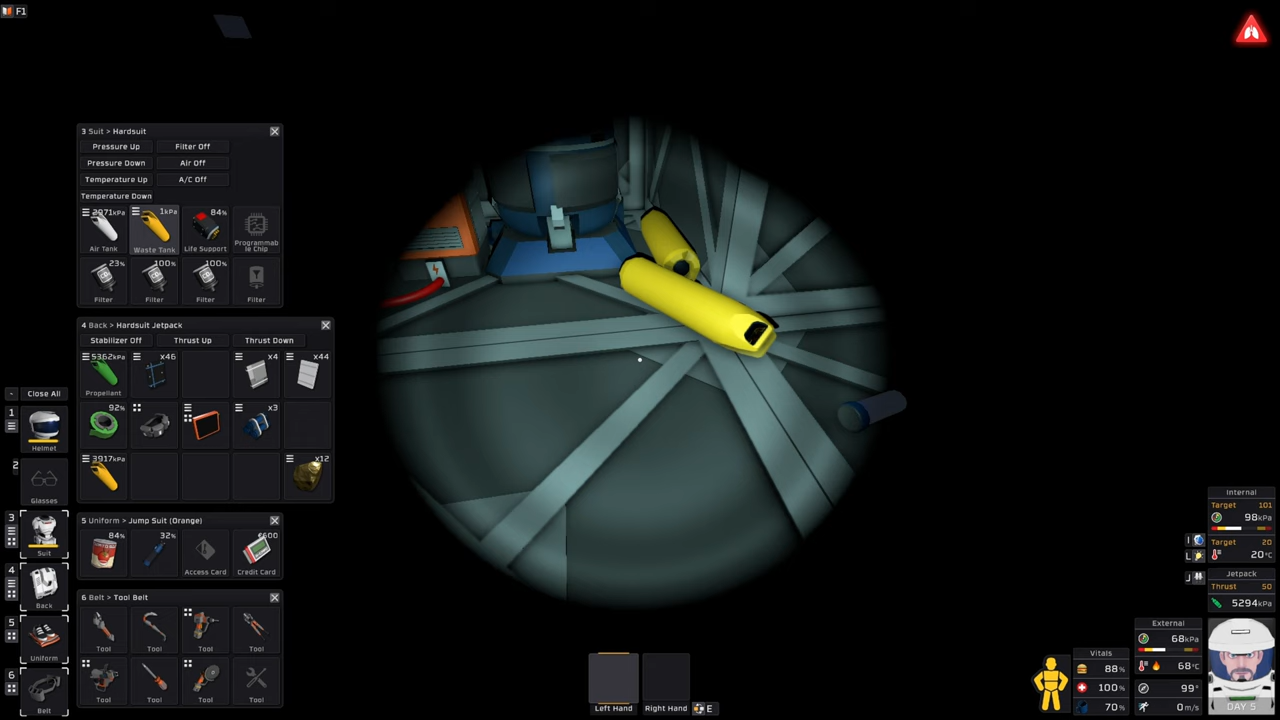 F1
3 Suit > Hardsuit
Pressure Up
Filter Off
Pressure Down
Air Off
Temperature Up
A/C Off
Temperature Down
2971kPa
1kPa
84%
Air Tank
Waste Tank
Life Support
Programmab
le Chip
23%
100%
100%
Filter
Filter
Filter
Filter
4 Back > Hardsuit Jetpack
Stabilizer Off
Thrust Up
Thrust Down
5362kPa
x46
x4
x44
Propellant
92%
x3
3917kPa
x12
- Close All
1
Helmet
2
Glasses
3
Suit
4
Back
5
Uniform
6
Belt
5 Uniform > Jump Suit (Orange)
84%
32%
€600
Access Card
Credit Card
6 Belt > Tool Belt
Tool
Tool
Tool
Tool
Tool
Tool
Tool
Tool
Left Hand
Right Hand
E
Internal
Target 101
98kPa
Target 20
20°C
I
L
J
Jetpack
Thrust 50
5294kPa
External
68kPa
68°C
99°
0m/s
Vitals
88%
100%
70%
DAY 5